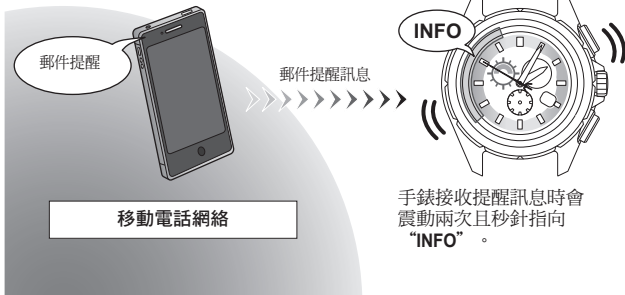 INFO
郵件提醒
郵件提醒訊息
移動電話網絡
手錶接收提醒訊息時會
震動兩次且秒針指向
“INFO”。